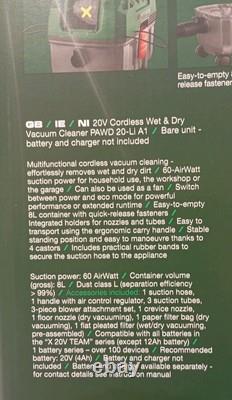 Easy-to-empty a
release fastener
GB / IE / NI 20V Cordless Wet & Dry
Vacuum Cleaner PAWD 20-Li A1 / Bare unit -
battery and charger not included
Multifunctional cordless vacuum cleaning -
effortlessly removes wet and dry dirt / 60-AirWatt
suction power for household use, the workshop or
the garage / Can also be used as a fan / Switch
between power and eco mode for powerful
performance or extended runtime / Easy-to-empty
8L container with quick-release fasteners /
Integrated holders for nozzles and tubes / Easy to
transport using the ergonomic carry handle / Stable
standing position and easy to manoeuvre thanks to
4 castors / Includes practical rubber bands to
secure the suction hose to the appliance
Suction power: 60 AirWatt / Container volume
(gross): 8L / Dust class L (separation efficiency
> 99%) / Accessories included: 1 suction hose,
1 handle with air control regulator, 3 suction tubes,
3-piece blower attachment set, 1 crevice nozzle,
1 floor nozzle (dry vacuuming), 1 paper filter bag (dry
vacuuming), 1 flat pleated filter (wet/dry vacuuming,
pre-assembled) / Compatible with all batteries in
the "X 20V TEAM" series (except 12Ah battery) /
1 battery series - over 100 devices / Recommended
battery: 20V (4Ah) / Battery and charger not
included / Batter available separately -
for contact details see instruction manual